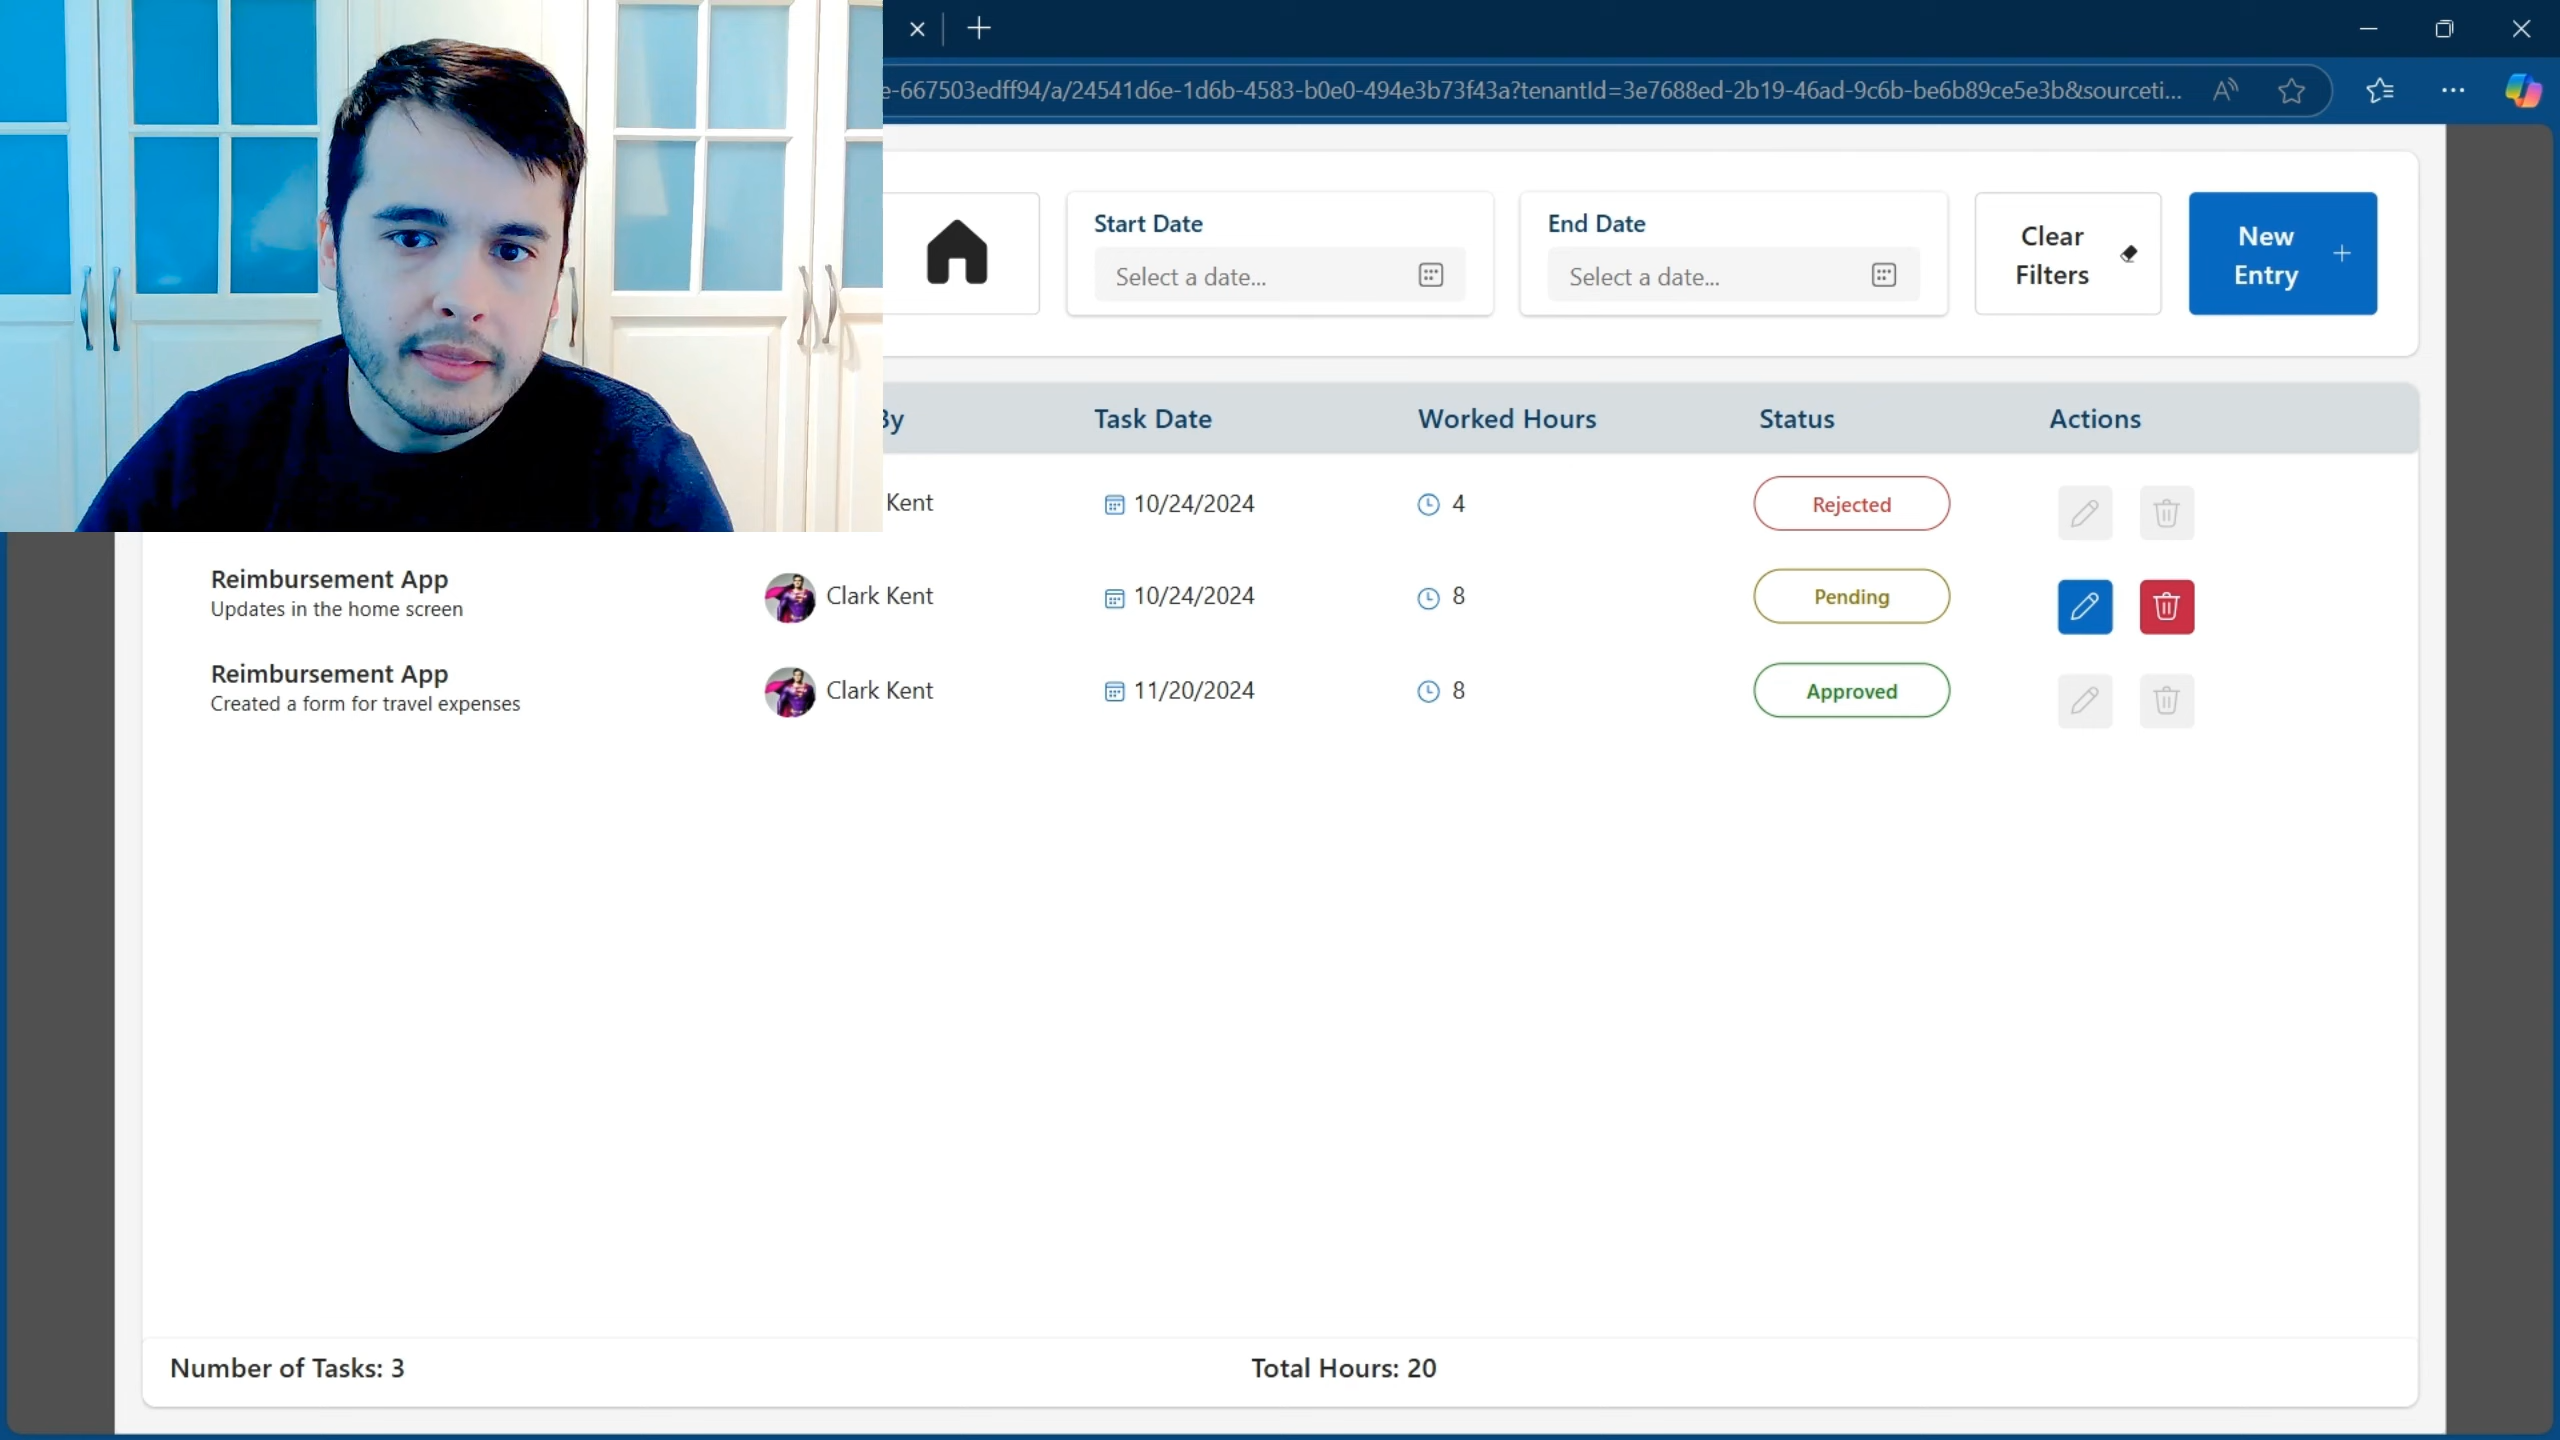 e-667503edff94/a/24541d6e-1d6b-4583-b0e0-494e3b73f43a?tenantId=3e7688ed-2b19-46ad-9c6b-be6b89ce5e3b&sourceti...
Start Date
Select a date...
End Date
Select a date...
Clear
Filters
New
Entry
By Task Date Worked Hours Status Actions
Kent 10/24/2024 4 Rejected
Reimbursement App
Updates in the home screen
Clark Kent 10/24/2024 8 Pending
Reimbursement App
Created a form for travel expenses
Clark Kent 11/20/2024 8 Approved
Number of Tasks: 3 Total Hours: 20